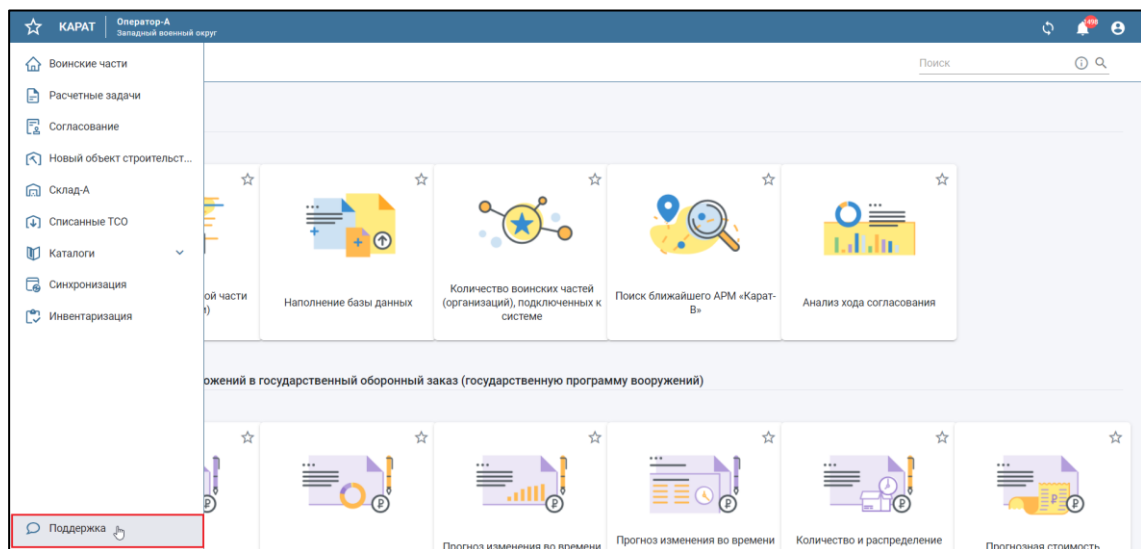 КАРАТ
Оператор-А
Западный военный округ
1498
Воинские части
Поиск
Расчетные задачи
Согласование
Новый объект строительст...
Склад-А
Списанные ТСО
Каталоги
Синхронизация
Инвентаризация
ой части
)
Наполнение базы данных
Количество воинских частей
(организаций), подключенных к
системе
Поиск ближайшего АРМ «Карат-
В»
Анализ хода согласования
ожений в государственный оборонный заказ (государственную программу вооружений)
Поддержка
Прогноз изменения во времени
Прогноз изменения во времени
Количество и распределение
Прогнозная стоимость